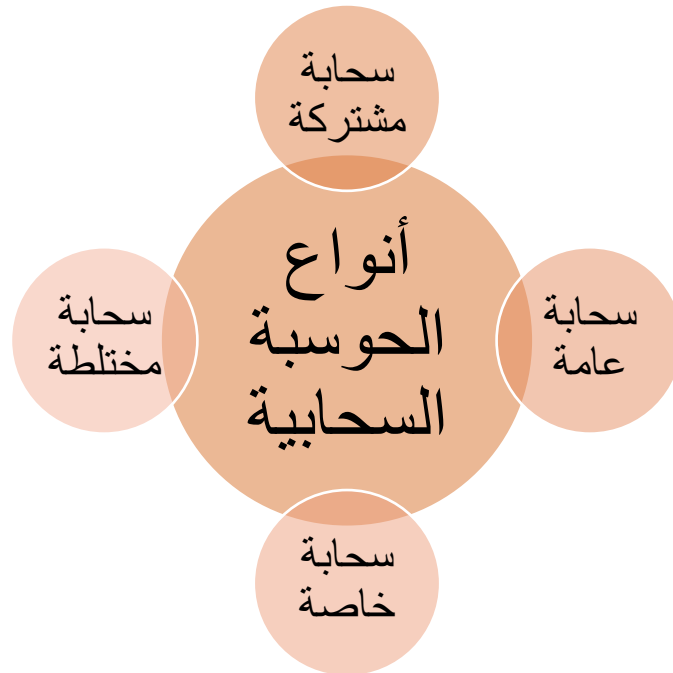 سحابة
مشتركة
أنواع
الحوسبة
السحابية
سحابة
عامة
سحابة
مختلطة
سحابة
خاصة